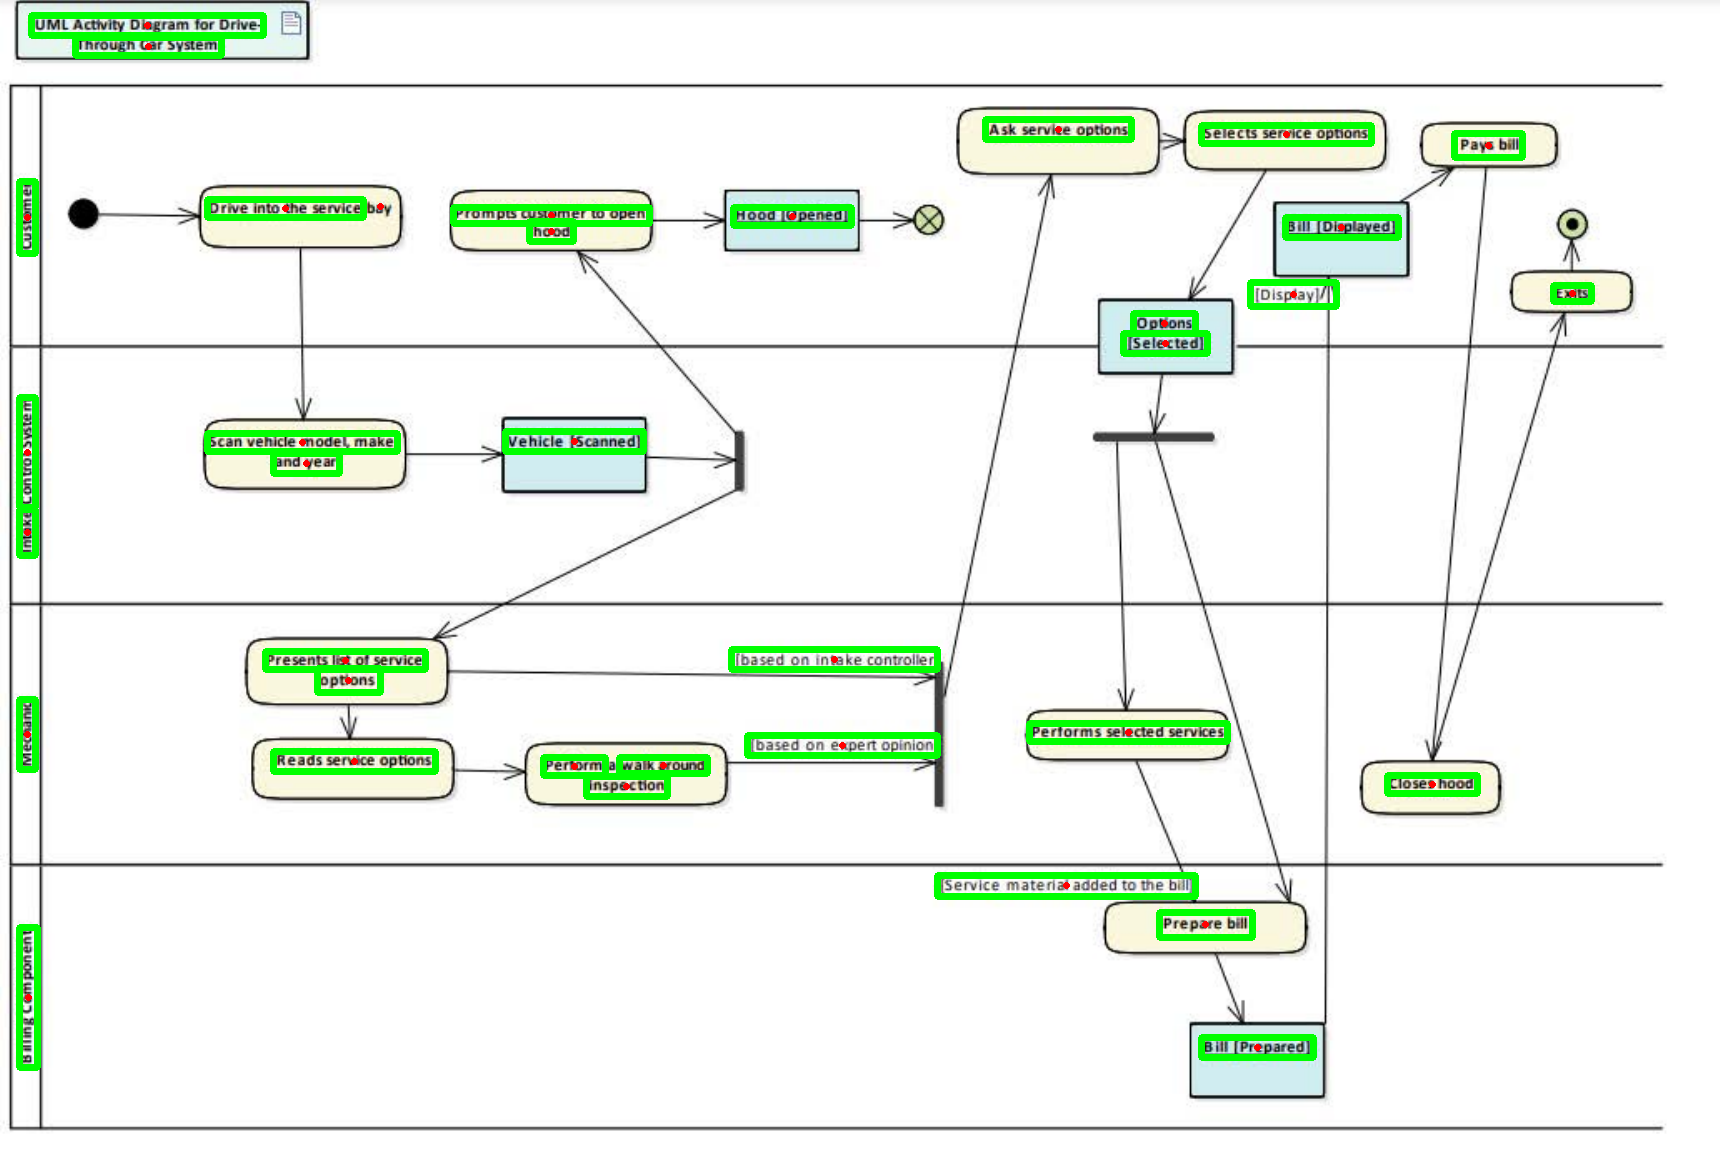 UML Activity Diagram for Drive-
Through Car System
Customer
Drive into the service bay
Prompts customer to open
hood
Hood [Opened]
Ask service options
Selects service options
Pays bill
Bill [Displayed]
[Display]/
Exits
Options
[Selected]
Intake Control System
Scan vehicle model, make
and year
Vehicle [Scanned]
Mechanic
Presents list of service
options
[based on intake controller
Reads service options
Perform a walk around
inspection
[based on expert opinion
Performs selected services
Closes hood
Billing Component
[Service material added to the bill]
Prepare bill
Bill [Prepared]